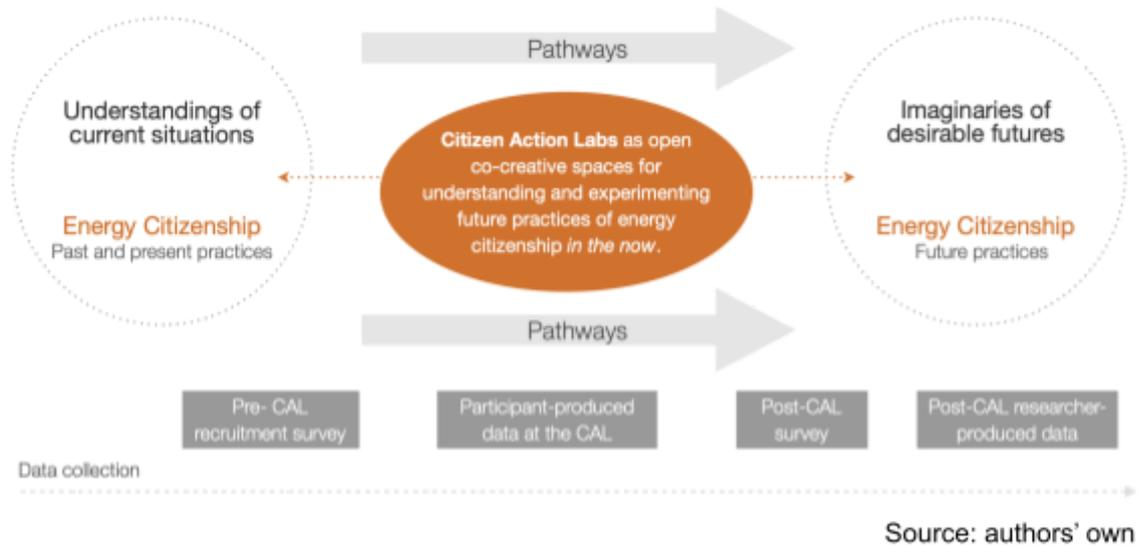 Pathways
Understandings of
current situations
Energy Citizenship
Past and present practices
Citizen Action Labs as open
co-creative spaces for
understanding and experimenting
future practices of energy
citizenship in the now.
Imaginaries of
desirable futures
Energy Citizenship
Future practices
Pathways
Pre- CAL
recruitment survey
Participant-produced
data at the CAL
Post-CAL
survey
Post-CAL researcher-
produced data
Data collection
Source: authors' own